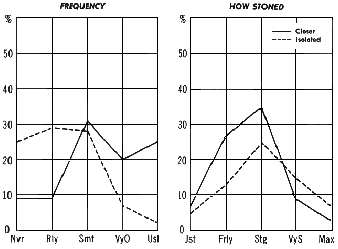 FREQUENCY
%
50
40
30
20
10
0
Nvr Rly Smt VyO Usl
HOW STONED
%
Closer
Isolated
50
40
30
20
10
0
Jst Frly Stg VyS Max